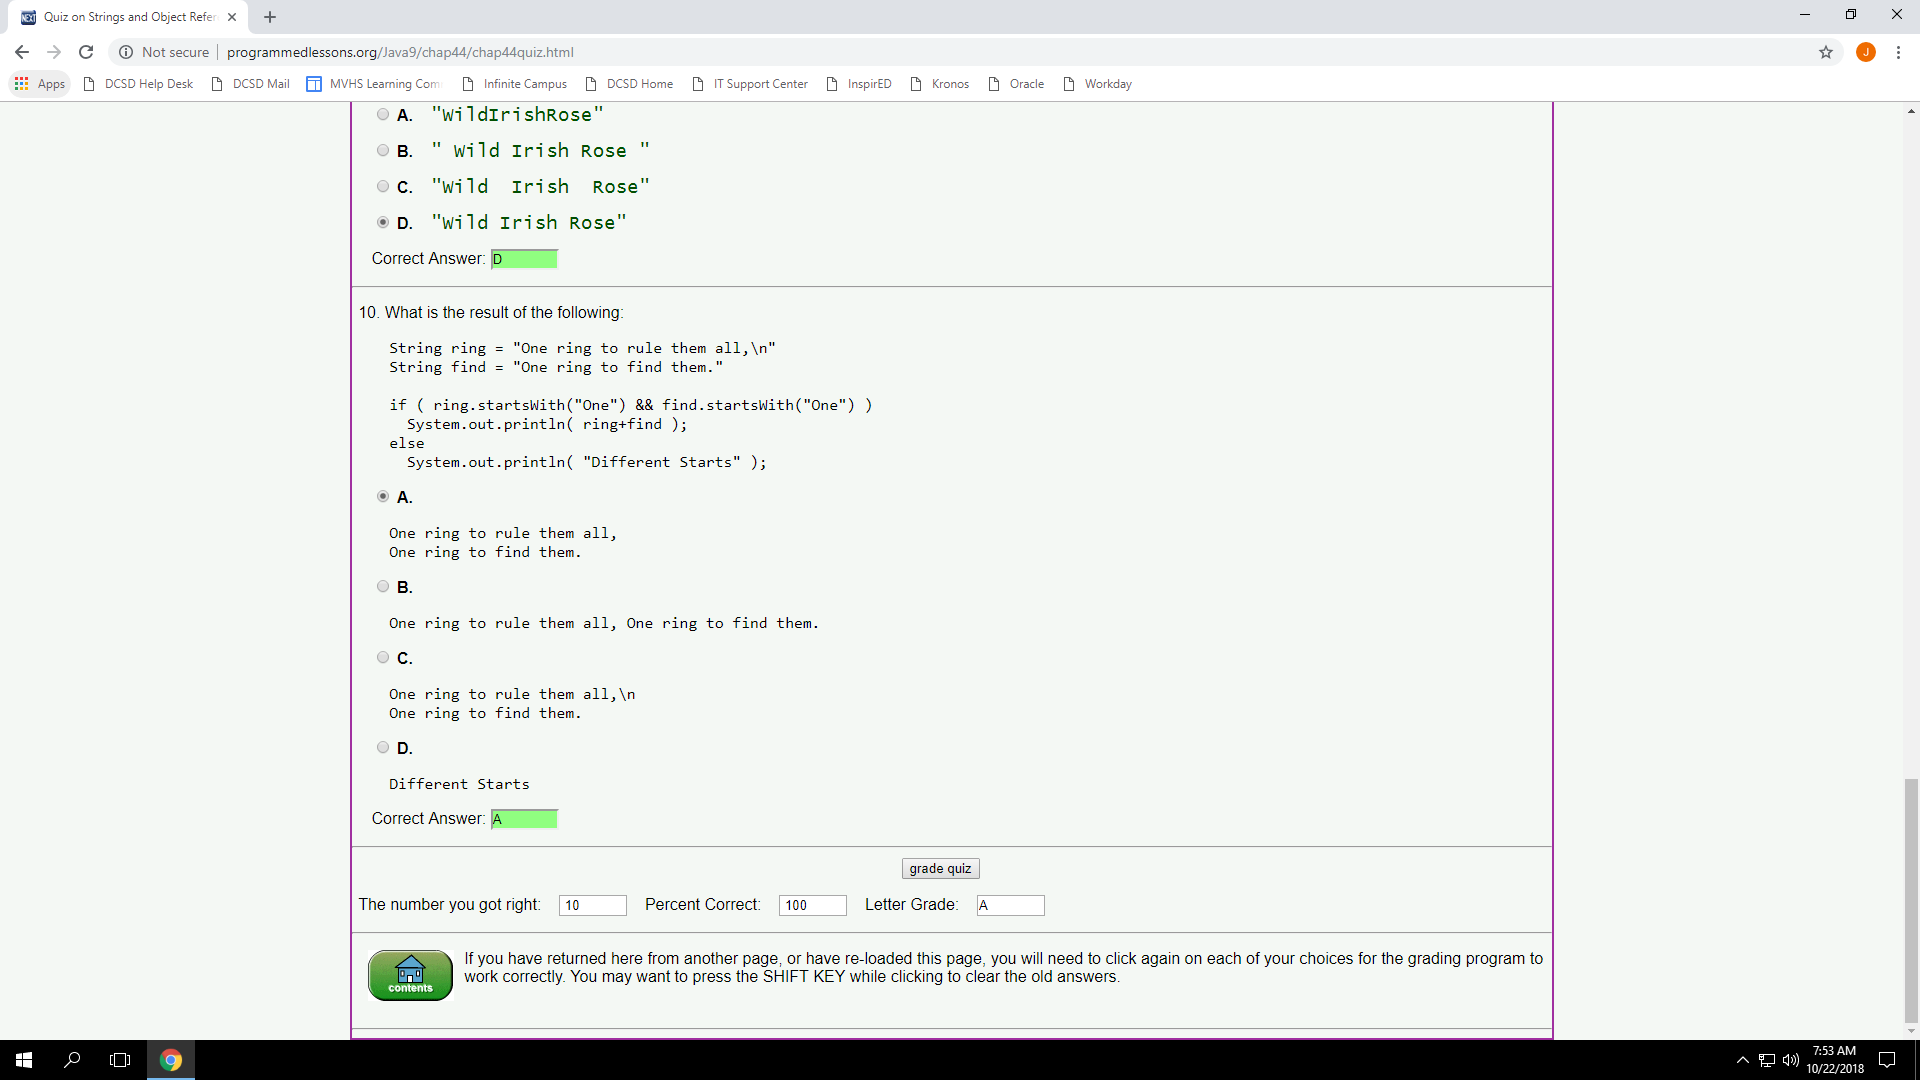 Quiz on Strings and Object Refer
Not secure programmedlessons.org/Java9/chap44/chap44quiz.html
J
Apps DCSD Help Desk DCSD Mail MVHS Learning Com Infinite Campus DCSD Home IT Support Center InspirED Kronos Oracle Workday
A. "WildIrishRose"
B. " Wild Irish Rose "
C. "Wild  Irish  Rose"
D. "Wild Irish Rose"
Correct Answer: D
10. What is the result of the following:
String ring = "One ring to rule them all,\n"
String find = "One ring to find them."
if ( ring.startsWith("One") && find.startsWith("One") )
System.out.println( ring+find );
else
System.out.println( "Different Starts" );
A.
One ring to rule them all,
One ring to find them.
B.
One ring to rule them all, One ring to find them.
C.
One ring to rule them all,\n
One ring to find them.
D.
Different Starts
Correct Answer: A
grade quiz
The number you got right: 10 Percent Correct: 100 Letter Grade: A
If you have returned here from another page, or have re-loaded this page, you will need to click again on each of your choices for the grading program to
work correctly. You may want to press the SHIFT KEY while clicking to clear the old answers.
contents
7:53 AM
10/22/2018